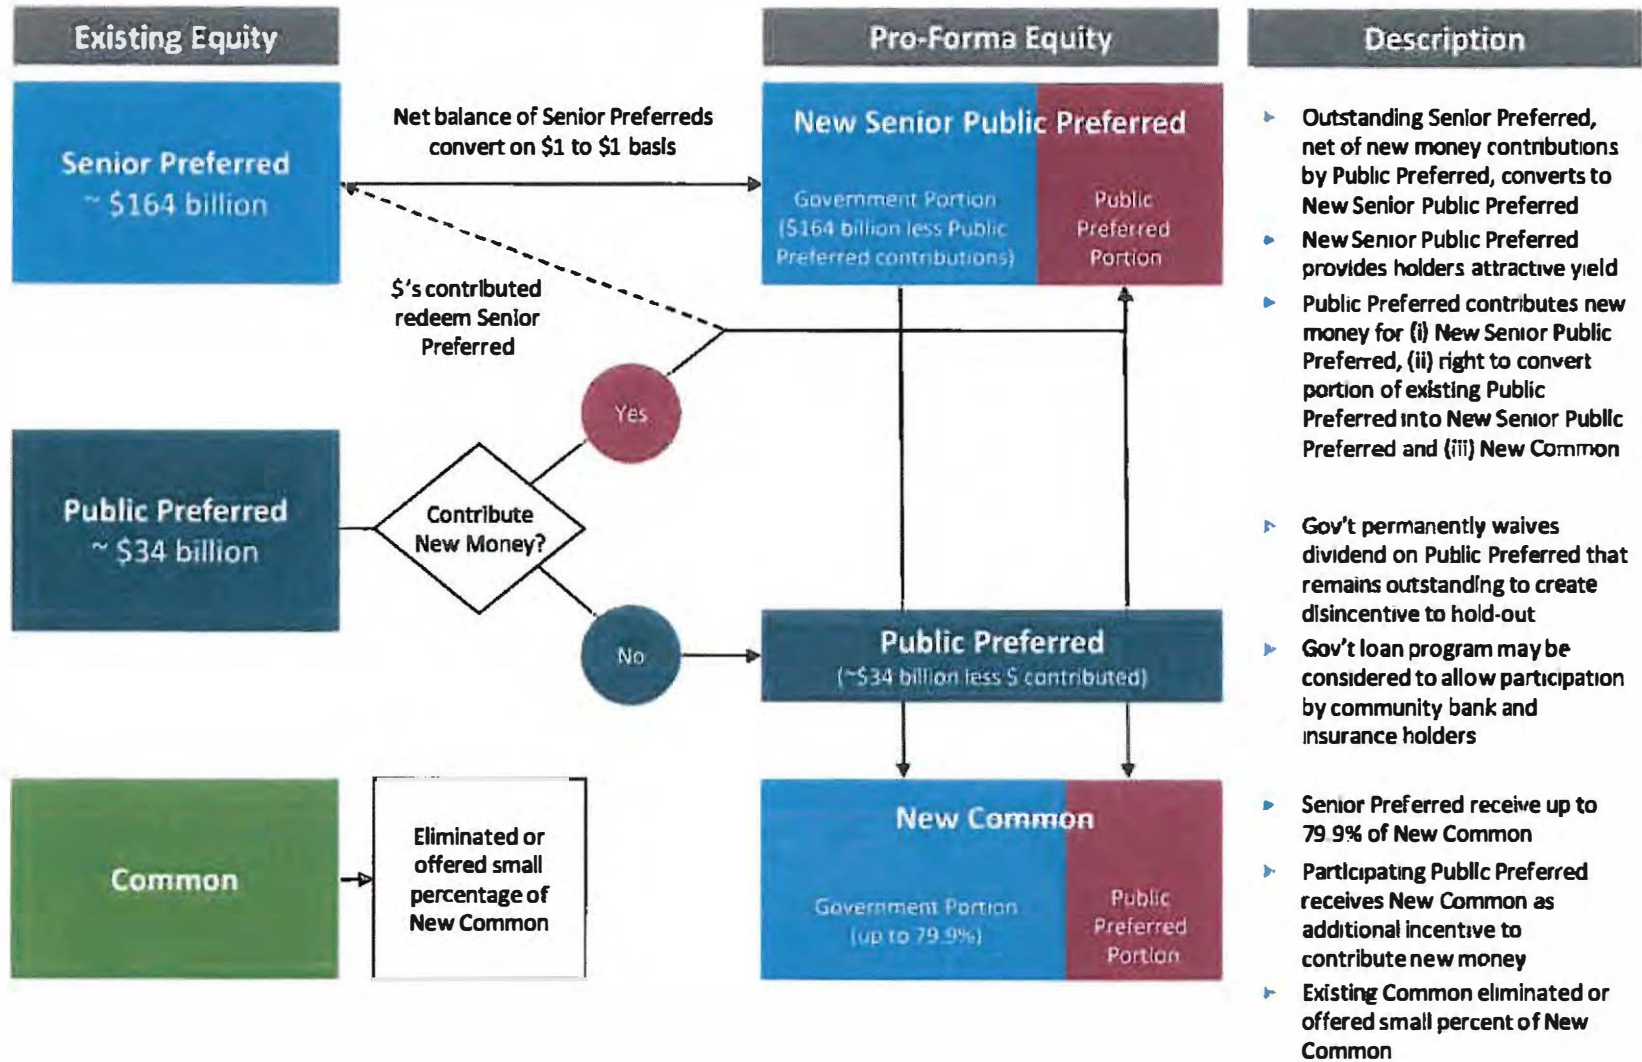 Existing Equity
Senior Preferred
~ $164 billion
Net balance of Senior Preferreds
convert on $1 to $1 basis
$'s contributed
redeem Senior
Preferred
Yes
Public Preferred
~ $34 billion
Contribute
New Money?
No
Common
Eliminated or
offered small
percentage of
New Common
Pro-Forma Equity
New Senior Public Preferred
Government Portion
($164 billion less Public
Preferred contributions)
Public
Preferred
Portion
Public Preferred
(~$34 billion less $ contributed)
New Common
Government Portion
(up to 79.9%)
Public
Preferred
Portion
Description
Outstanding Senior Preferred,
net of new money contributions
by Public Preferred, converts to
New Senior Public Preferred
New Senior Public Preferred
provides holders attractive yield
Public Preferred contributes new
money for (i) New Senior Public
Preferred, (ii) right to convert
portion of existing Public
Preferred into New Senior Public
Preferred and (iii) New Common
Gov't permanently waives
dividend on Public Preferred that
remains outstanding to create
disincentive to hold-out
Gov't loan program may be
considered to allow participation
by community bank and
insurance holders
Senior Preferred receive up to
79.9% of New Common
Participating Public Preferred
receives New Common as
additional incentive to
contribute new money
Existing Common eliminated or
offered small percent of New
Common